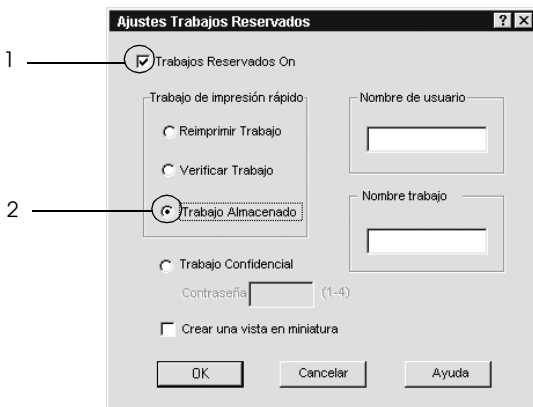 Ajustes Trabajos Reservados
1
Trabajos Reservados On
Trabajo de impresión rápido
Nombre de usuario
Reimprimir Trabajo
Verificar Trabajo
2
Trabajo Almacenado
Nombre trabajo
Trabajo Confidencial
Contraseña (1-4)
Crear una vista en miniatura
OK Cancelar Ayuda